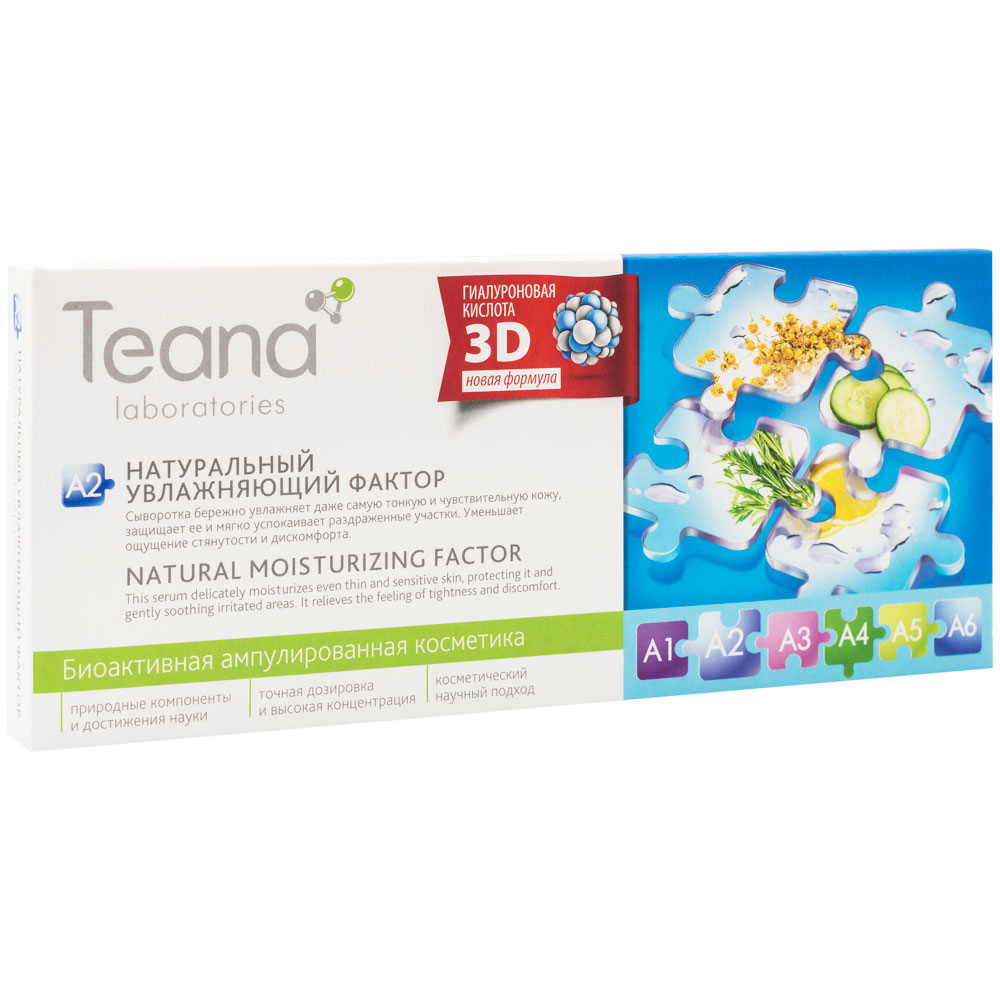 Teana
laboratories
ГИАЛУРОНОВАЯ
КИСЛОТА
3D
новая формула
A2
НАТУРАЛЬНЫЙ
УВЛАЖНЯЮЩИЙ ФАКТОР
Сыворотка бережно увлажняет даже самую тонкую и чувствительную кожу,
защищает ее и мягко успокаивает раздраженные участки. Уменьшает
ощущение стянутости и дискомфорта.
NATURAL MOISTURIZING FACTOR
This serum delicately moisturizes even thin and sensitive skin, protecting it and
gently soothing irritated areas. It relieves the feeling of tightness and discomfort.
Биоактивная ампулированная косметика
природные компоненты
и достижения науки
точная дозировка
и высокая концентрация
косметический
научный подход
A1 A2 A3 A4 A5 A6
A2
НАТУРАЛЬНЫЙ УВЛАЖНЯЮЩИЙ ФАКТОР